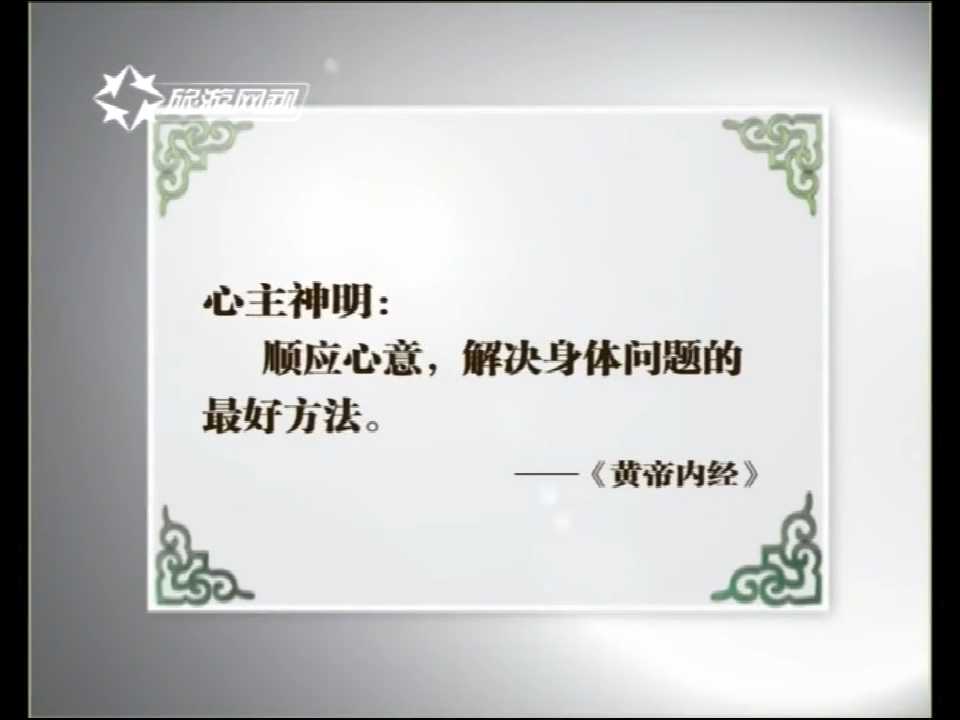 旅游网视
心主神明：
顺应心意，解决身体问题的
最好方法。
——《黄帝内经》